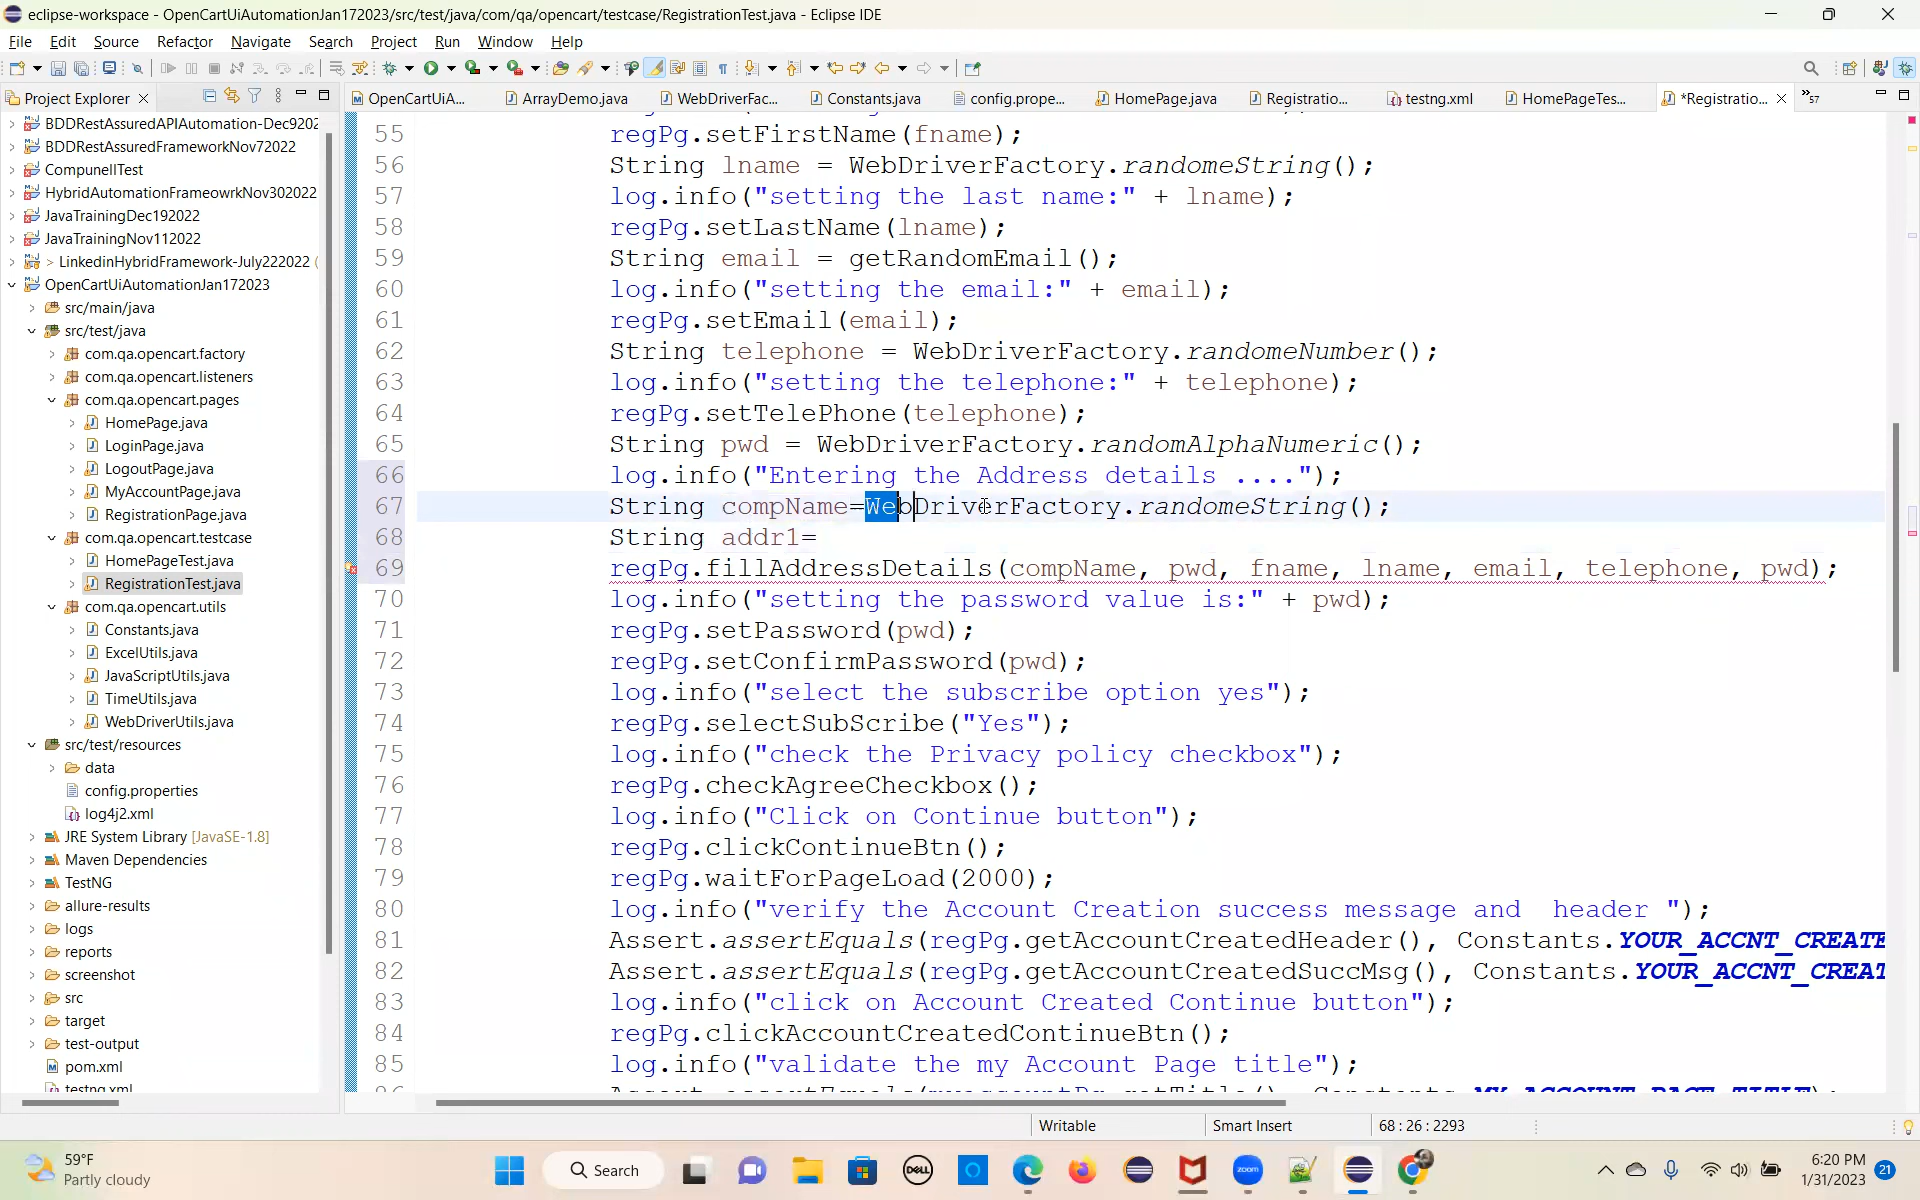 eclipse-workspace - OpenCartUiAutomationJan172023/src/test/java/com/qa/opencart/testcase/RegistrationTest.java - Eclipse IDE
File Edit Source Refactor Navigate Search Project Run Window Help
Project Explorer
OpenCartUiA... ArrayDemo.java WebDriverFac... Constants.java config.prope... HomePage.java Registratio... testng.xml HomePageTes... *Registratio... »57
BDDRestAssuredAPIAutomation-Dec9202
BDDRestAssuredFrameworkNov72022
CompunellTest
HybridAutomationFrameowrkNov302022
JavaTrainingDec192022
JavaTrainingNov112022
> LinkedinHybridFramework-July222022 (
OpenCartUiAutomationJan172023
src/main/java
src/test/java
com.qa.opencart.factory
com.qa.opencart.listeners
com.qa.opencart.pages
HomePage.java
LoginPage.java
LogoutPage.java
MyAccountPage.java
RegistrationPage.java
com.qa.opencart.testcase
HomePageTest.java
RegistrationTest.java
com.qa.opencart.utils
Constants.java
ExcelUtils.java
JavaScriptUtils.java
TimeUtils.java
WebDriverUtils.java
src/test/resources
data
config.properties
log4j2.xml
JRE System Library [JavaSE-1.8]
Maven Dependencies
TestNG
allure-results
logs
reports
screenshot
src
target
test-output
pom.xml
testng.xml
55 regPg.setFirstName(fname);
56 String lname = WebDriverFactory.randomeString();
57 log.info("setting the last name:" + lname);
58 regPg.setLastName(lname);
59 String email = getRandomEmail();
60 log.info("setting the email:" + email);
61 regPg.setEmail(email);
62 String telephone = WebDriverFactory.randomeNumber();
63 log.info("setting the telephone:" + telephone);
64 regPg.setTelePhone(telephone);
65 String pwd = WebDriverFactory.randomAlphaNumeric();
66 log.info("Entering the Address details ....");
67 String compName=WebDriverFactory.randomeString();
68 String addr1=
69 regPg.fillAddressDetails(compName, pwd, fname, lname, email, telephone, pwd);
70 log.info("setting the password value is:" + pwd);
71 regPg.setPassword(pwd);
72 regPg.setConfirmPassword(pwd);
73 log.info("select the subscribe option yes");
74 regPg.selectSubScribe("Yes");
75 log.info("check the Privacy policy checkbox");
76 regPg.checkAgreeCheckbox();
77 log.info("Click on Continue button");
78 regPg.clickContinueBtn();
79 regPg.waitForPageLoad(2000);
80 log.info("verify the Account Creation success message and  header ");
81 Assert.assertEquals(regPg.getAccountCreatedHeader(), Constants.YOUR_ACCNT_CREATE
82 Assert.assertEquals(regPg.getAccountCreatedSuccMsg(), Constants.YOUR_ACCNT_CREAT
83 log.info("click on Account Created Continue button");
84 regPg.clickAccountCreatedContinueBtn();
85 log.info("validate the my Account Page title");
Writable Smart Insert 68 : 26 : 2293
59°F
Partly cloudy
Search
DELL
zoom
6:20 PM
1/31/2023
21